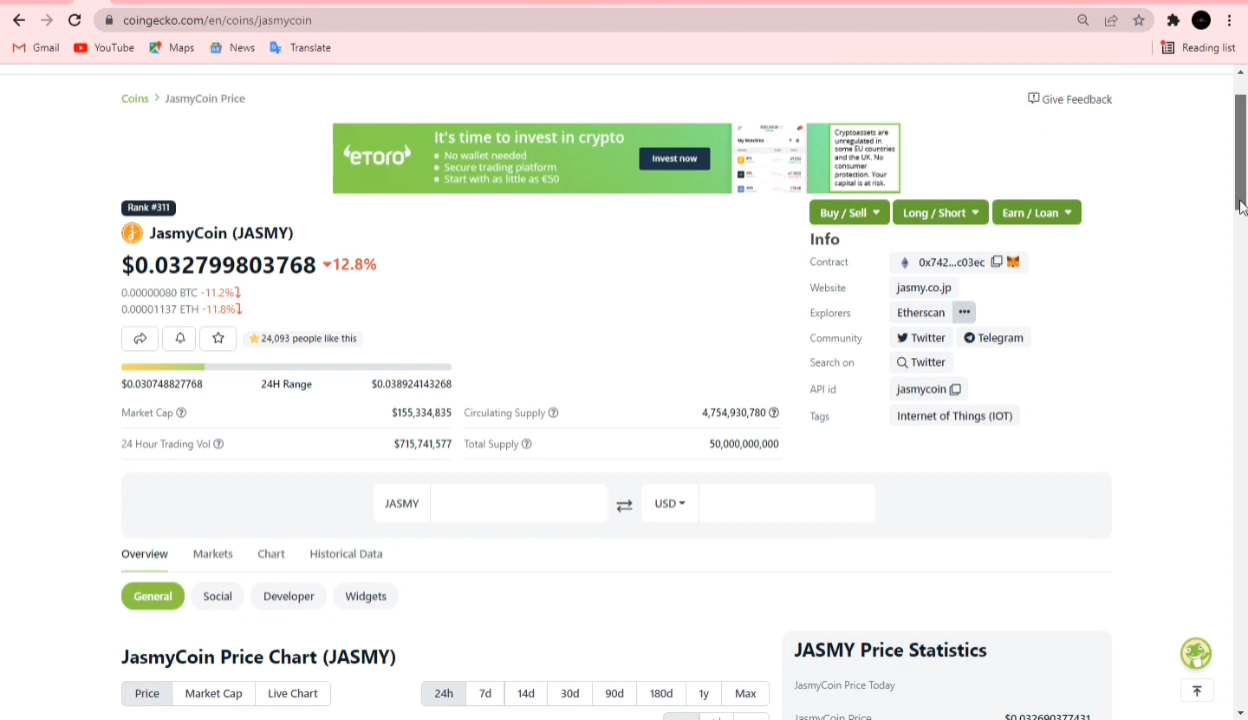 coingecko.com/en/coins/jasmycoin
Gmail YouTube Maps News Translate Reading list
Coins > JasmyCoin Price
Give Feedback
eTORO
It's time to invest in crypto
• No wallet needed
• Secure trading platform
• Start with as little as €50
Invest now
Cryptoassets are
unregulated in
some EU countries
and the UK. No
consumer
protection. Your
capital is at risk.
Rank #311
JasmyCoin (JASMY)
$0.032799803768 12.8%
0.00000080 BTC -11.2%
0.00001137 ETH -11.8%
24,093 people like this
$0.030748827768 24H Range $0.038924143268
Market Cap $155,334,835 Circulating Supply 4,754,930,780
24 Hour Trading Vol $715,741,577 Total Supply 50,000,000,000
Buy / Sell Long / Short Earn / Loan
Info
Contract 0x742...c03ec
Website jasmy.co.jp
Explorers Etherscan •••
Community Twitter Telegram
Search on Twitter
API id jasmycoin
Tags Internet of Things (IOT)
JASMY USD
Overview Markets Chart Historical Data
General Social Developer Widgets
JasmyCoin Price Chart (JASMY)
Price Market Cap Live Chart 24h 7d 14d 30d 90d 180d 1y Max
JASMY Price Statistics
JasmyCoin Price Today
JasmyCoin Price $0.032690377431